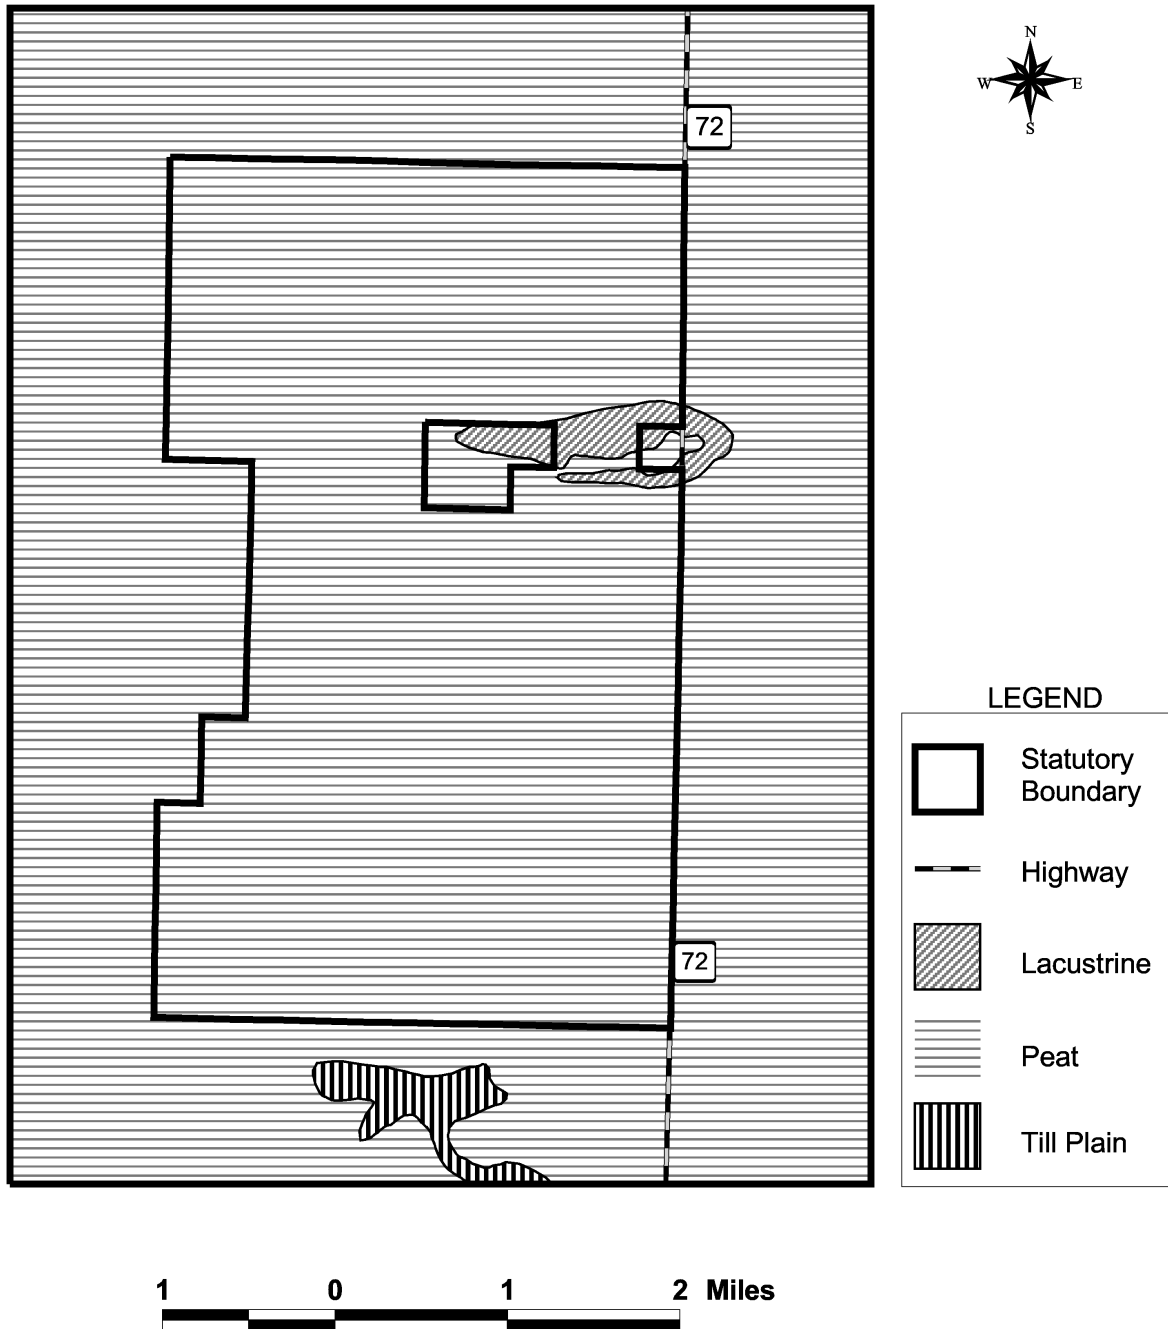 N
W E
S
72
72
LEGEND
Statutory
Boundary
Highway
Lacustrine
Peat
Till Plain
1 0 1 2 Miles